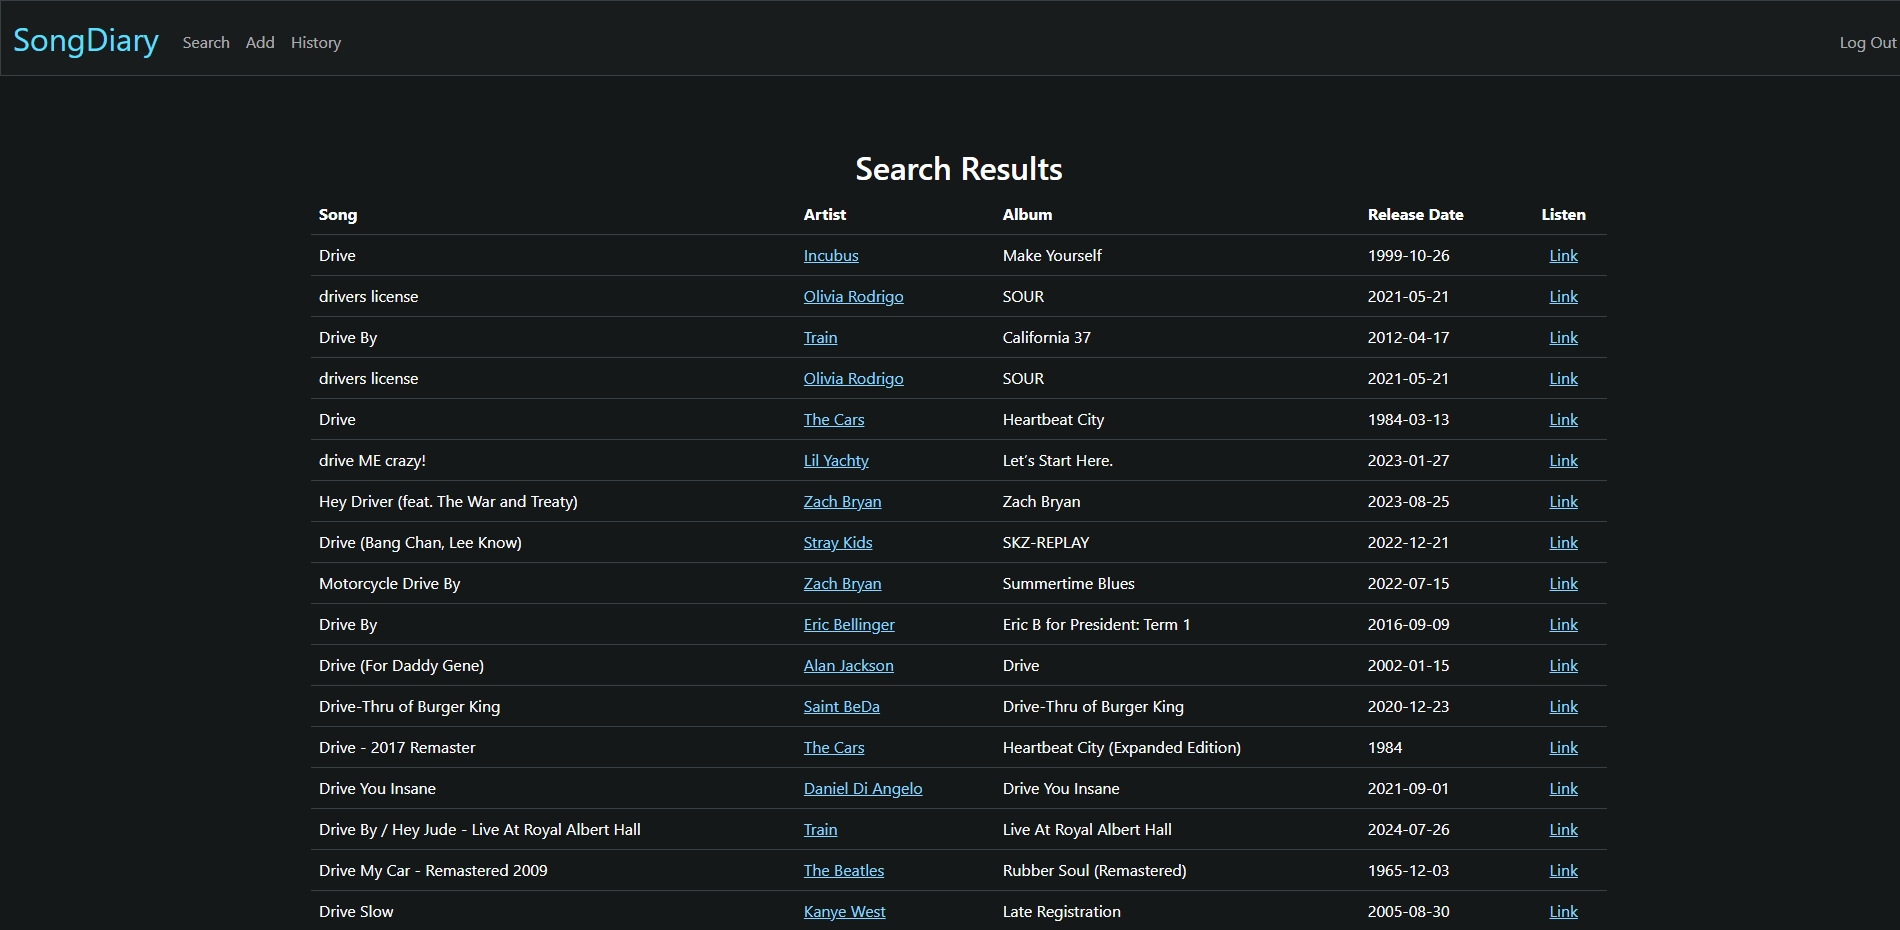 SongDiary Search Add History Log Out
Search Results
Song Artist Album Release Date Listen
Drive Incubus Make Yourself 1999-10-26 Link
drivers license Olivia Rodrigo SOUR 2021-05-21 Link
Drive By Train California 37 2012-04-17 Link
drivers license Olivia Rodrigo SOUR 2021-05-21 Link
Drive The Cars Heartbeat City 1984-03-13 Link
drive ME crazy! Lil Yachty Let’s Start Here. 2023-01-27 Link
Hey Driver (feat. The War and Treaty) Zach Bryan Zach Bryan 2023-08-25 Link
Drive (Bang Chan, Lee Know) Stray Kids SKZ-REPLAY 2022-12-21 Link
Motorcycle Drive By Zach Bryan Summertime Blues 2022-07-15 Link
Drive By Eric Bellinger Eric B for President: Term 1 2016-09-09 Link
Drive (For Daddy Gene) Alan Jackson Drive 2002-01-15 Link
Drive-Thru of Burger King Saint BeDa Drive-Thru of Burger King 2020-12-23 Link
Drive - 2017 Remaster The Cars Heartbeat City (Expanded Edition) 1984 Link
Drive You Insane Daniel Di Angelo Drive You Insane 2021-09-01 Link
Drive By / Hey Jude - Live At Royal Albert Hall Train Live At Royal Albert Hall 2024-07-26 Link
Drive My Car - Remastered 2009 The Beatles Rubber Soul (Remastered) 1965-12-03 Link
Drive Slow Kanye West Late Registration 2005-08-30 Link